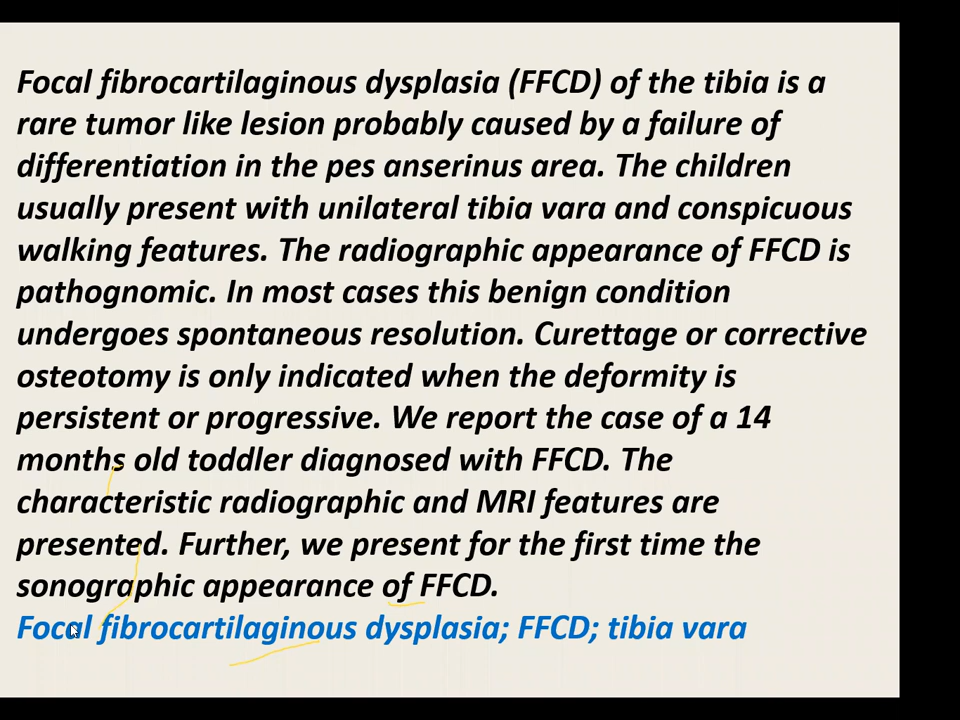 Focal fibrocartilaginous dysplasia (FFCD) of the tibia is a
rare tumor like lesion probably caused by a failure of
differentiation in the pes anserinus area. The children
usually present with unilateral tibia vara and conspicuous
walking features. The radiographic appearance of FFCD is
pathognomic. In most cases this benign condition
undergoes spontaneous resolution. Curettage or corrective
osteotomy is only indicated when the deformity is
persistent or progressive. We report the case of a 14
months old toddler diagnosed with FFCD. The
characteristic radiographic and MRI features are
presented. Further, we present for the first time the
sonographic appearance of FFCD.
Focal fibrocartilaginous dysplasia; FFCD; tibia vara